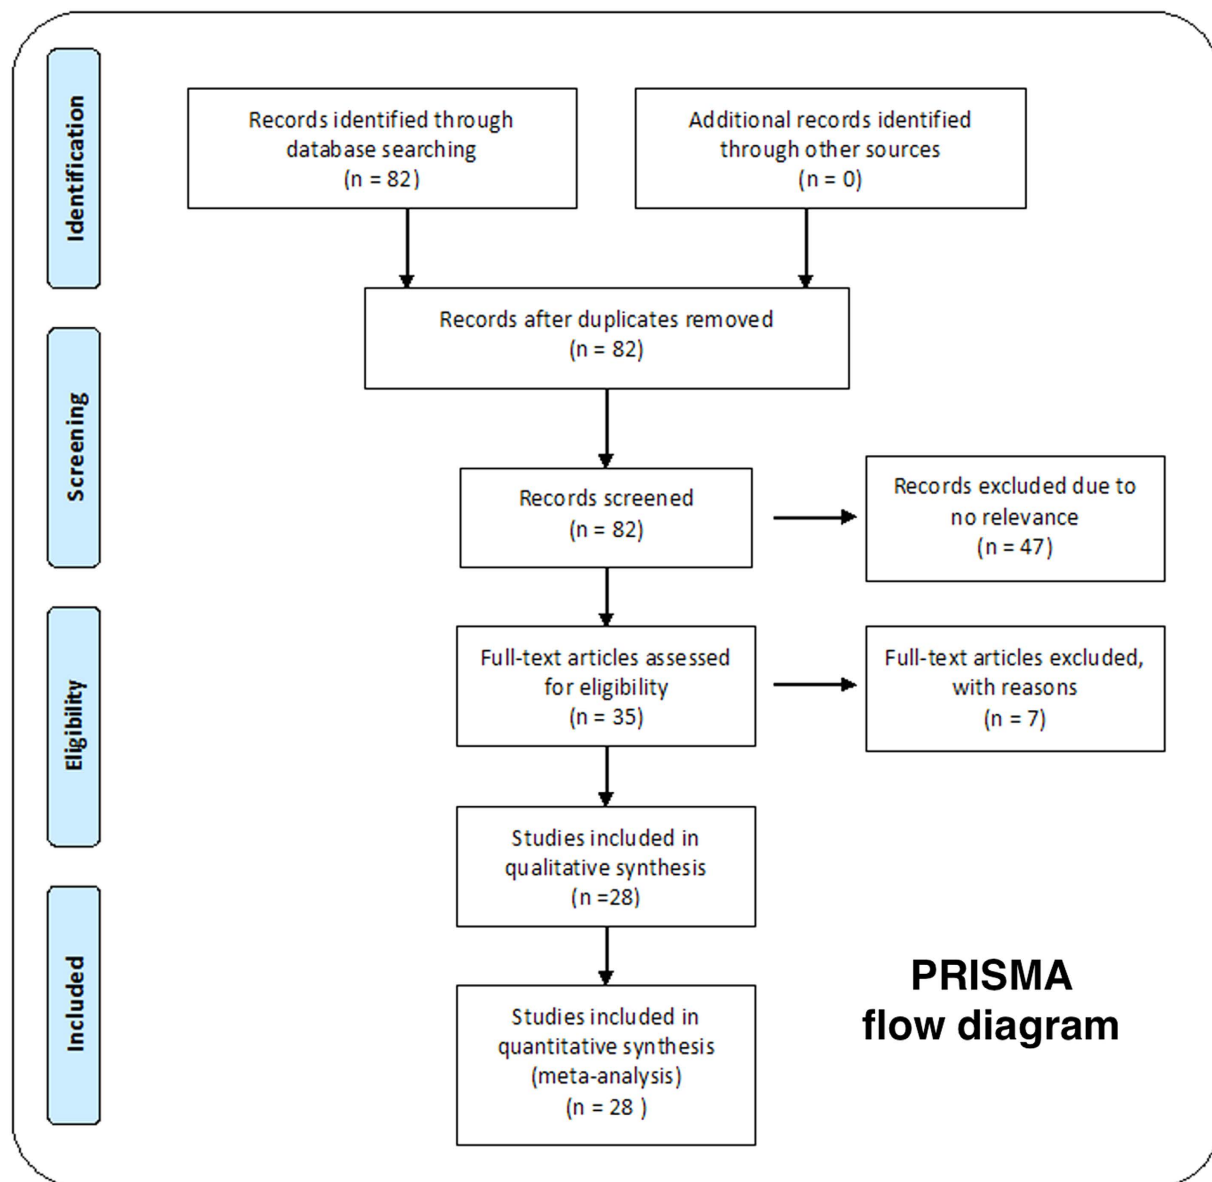 Identification
Records identified through
database searching
(n = 82)
Additional records identified
through other sources
(n = 0)
Records after duplicates removed
(n = 82)
Screening
Records screened
(n = 82)
Records excluded due to
no relevance
(n = 47)
Eligibility
Full-text articles assessed
for eligibility
(n = 35)
Full-text articles excluded,
with reasons
(n = 7)
Studies included in
qualitative synthesis
(n =28)
Included
Studies included in
quantitative synthesis
(meta-analysis)
(n = 28 )
PRISMA
flow diagram